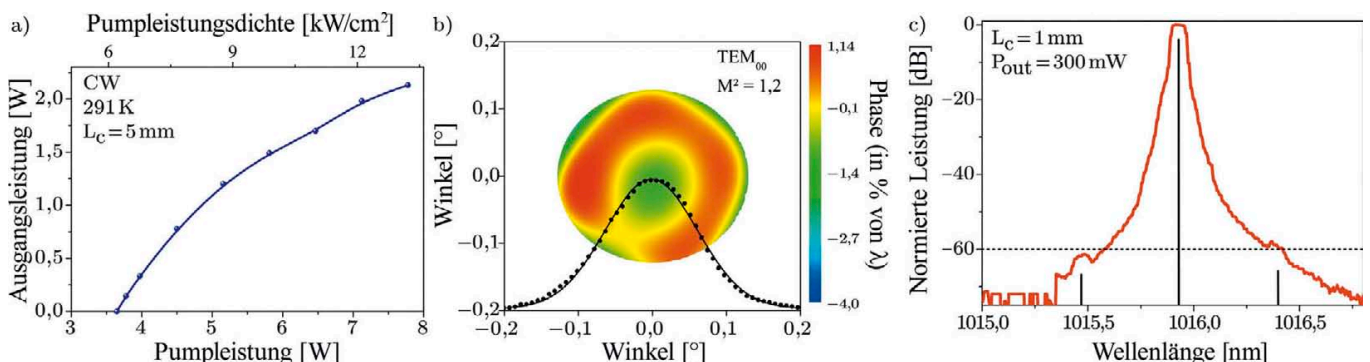 a)
Pumpleistungsdichte [kW/cm²]
6 8 10 12
Ausgangsleistung [W]
2,0
1,5
1,0
0,5
0,0
CW
291 K
L_c = 5 mm
3 4 5 6 7 8
Pumpleistung [W]
b)
Winkel [°]
0,2
0,1
0,0
−0,1
−0,2
TEM₀₀
M² = 1,2
−0,2 −0,1 0,0 0,1 0,2
Winkel [°]
1,14
−0,1
−1,4
−2,7
−4,0
Phase (in % von λ)
c)
Normierte Leistung [dB]
0
−20
−40
−60
L_c = 1 mm
P_out = 300 mW
1015,0 1015,5 1016,0 1016,5
Wellenlänge [nm]